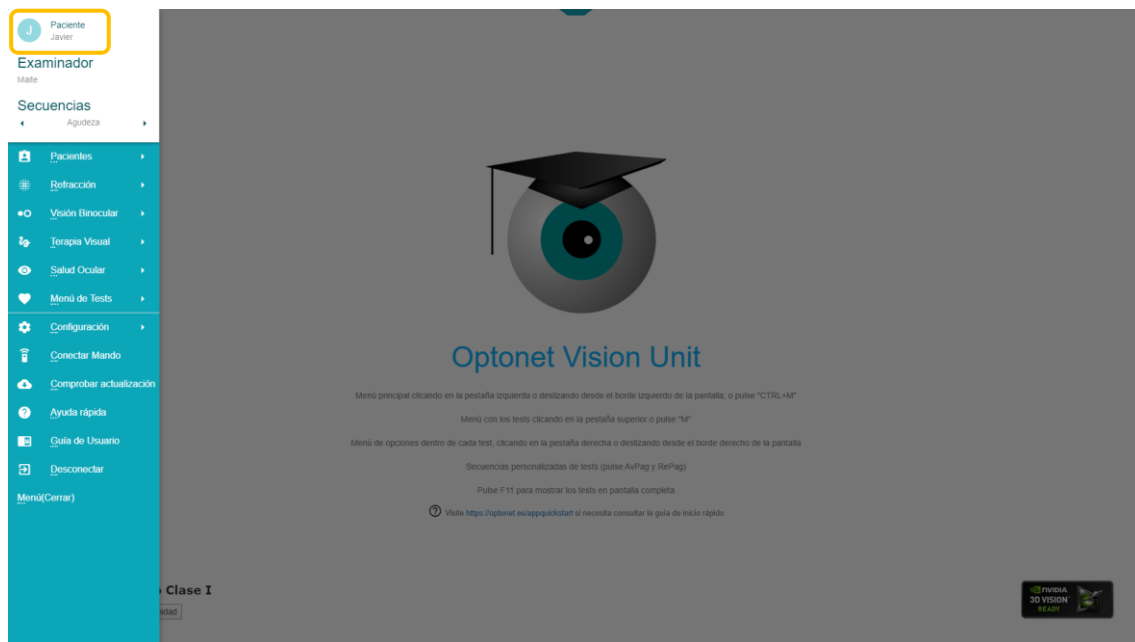 J
Paciente
Javier
Examinador
Maite
Secuencias
Agudeza
Pacientes
Refracción
Visión Binocular
Terapia Visual
Salud Ocular
Menú de Tests
Configuración
Conectar Mando
Comprobar actualización
Ayuda rápida
Guía de Usuario
Desconectar
Menú(Cerrar)
Optonet Vision Unit
Menú principal clicando en la pestaña izquierda o deslizando desde el borde izquierdo de la pantalla; o pulse "CTRL+M"
Menú con los tests clicando en la pestaña superior o pulse "M"
Menú de opciones dentro de cada test, clicando en la pestaña derecha o deslizando desde el borde derecho de la pantalla
Secuencias personalizadas de tests (pulse AvPag y RePag)
Pulse F11 para mostrar los tests en pantalla completa
Visite https://optonet.es/appquickstart si necesita consultar la guía de inicio rápido
Clase I
idad
NVIDIA
3D VISION
READY